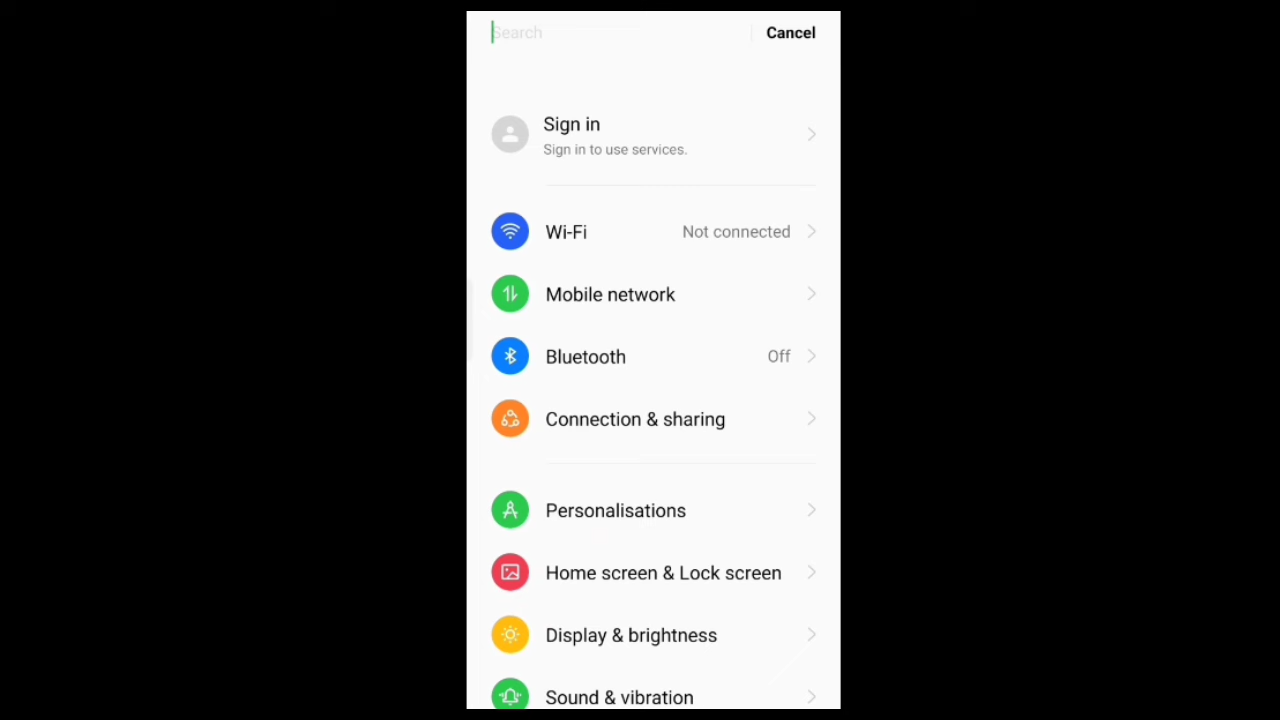 Search
Cancel
Sign in
Sign in to use services.
Wi-Fi
Not connected
Mobile network
Bluetooth
Off
Connection & sharing
Personalisations
Home screen & Lock screen
Display & brightness
Sound & vibration